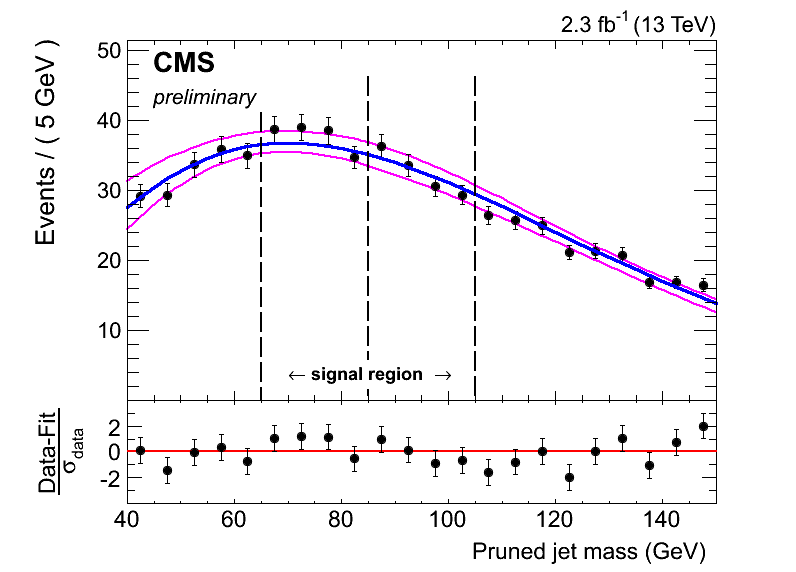 2.3 fb⁻¹ (13 TeV)
CMS
preliminary
Events / ( 5 GeV )
50
40
30
20
10
← signal region →
Data-Fit
σdata
2
0
-2
40 60 80 100 120 140
Pruned jet mass (GeV)